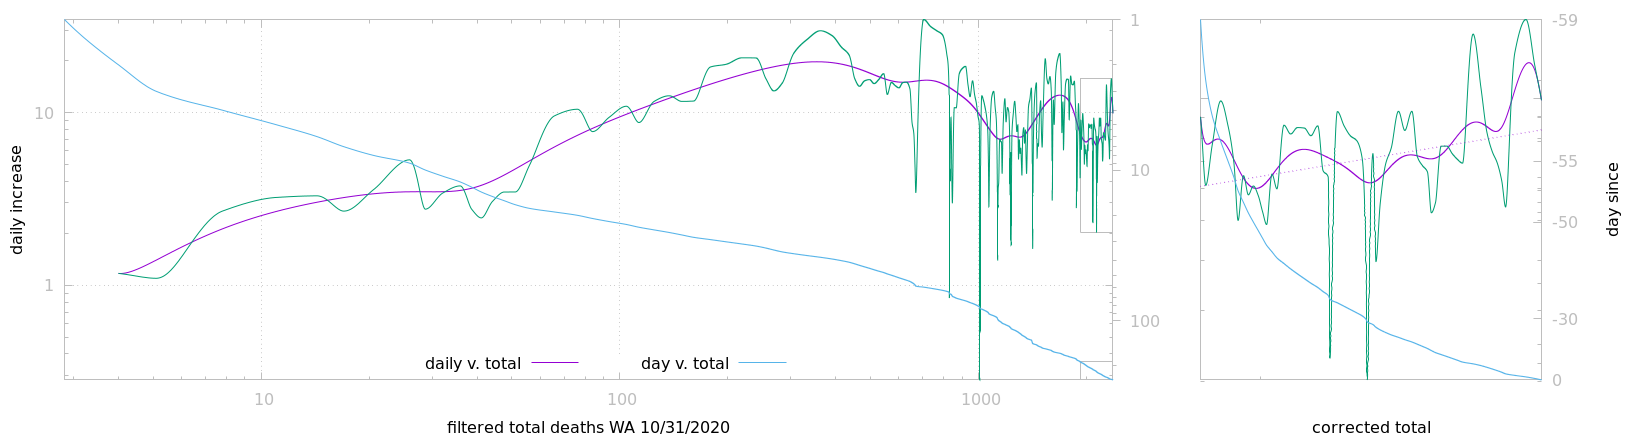 daily increase
10
1
daily v. total
day v. total
10
100
1000
filtered total deaths WA 10/31/2020
1
10
100
-59
-55
-50
-30
0
day since
corrected total